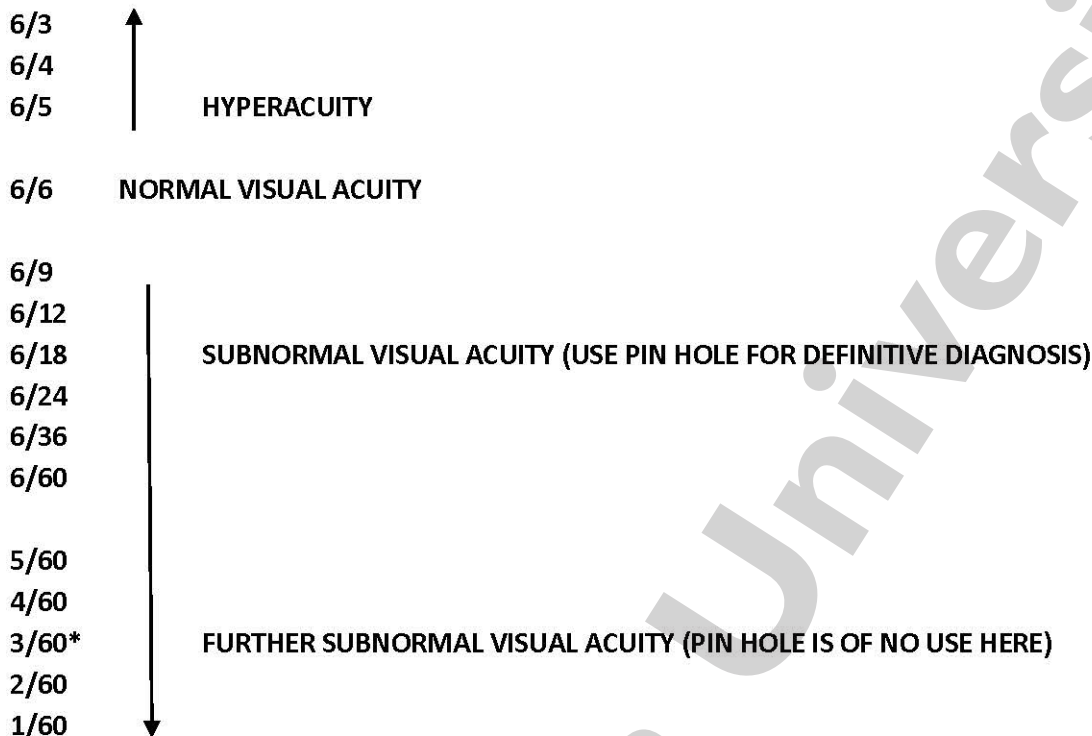 6/3
6/4
6/5 HYPERACUITY
6/6 NORMAL VISUAL ACUITY
6/9
6/12
6/18 SUBNORMAL VISUAL ACUITY (USE PIN HOLE FOR DEFINITIVE DIAGNOSIS)
6/24
6/36
6/60
5/60
4/60
3/60* FURTHER SUBNORMAL VISUAL ACUITY (PIN HOLE IS OF NO USE HERE)
2/60
1/60